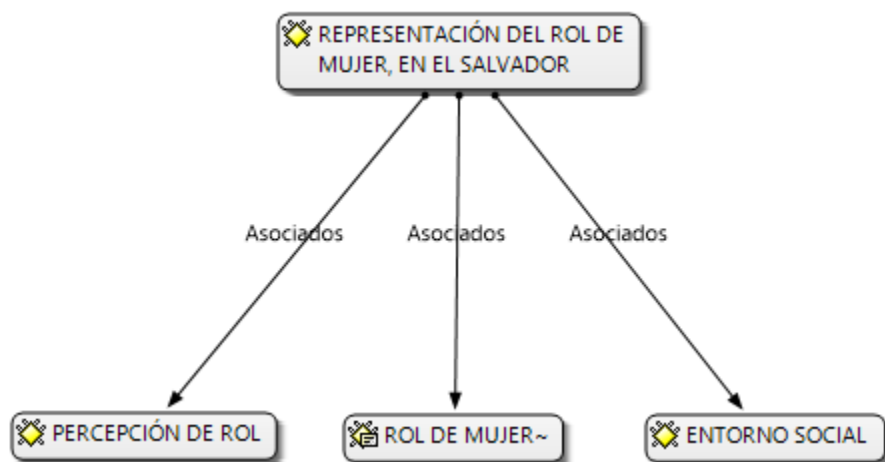 REPRESENTACIÓN DEL ROL DE
MUJER, EN EL SALVADOR
Asociados
Asociados
Asociados
PERCEPCIÓN DE ROL
ROL DE MUJER~
ENTORNO SOCIAL